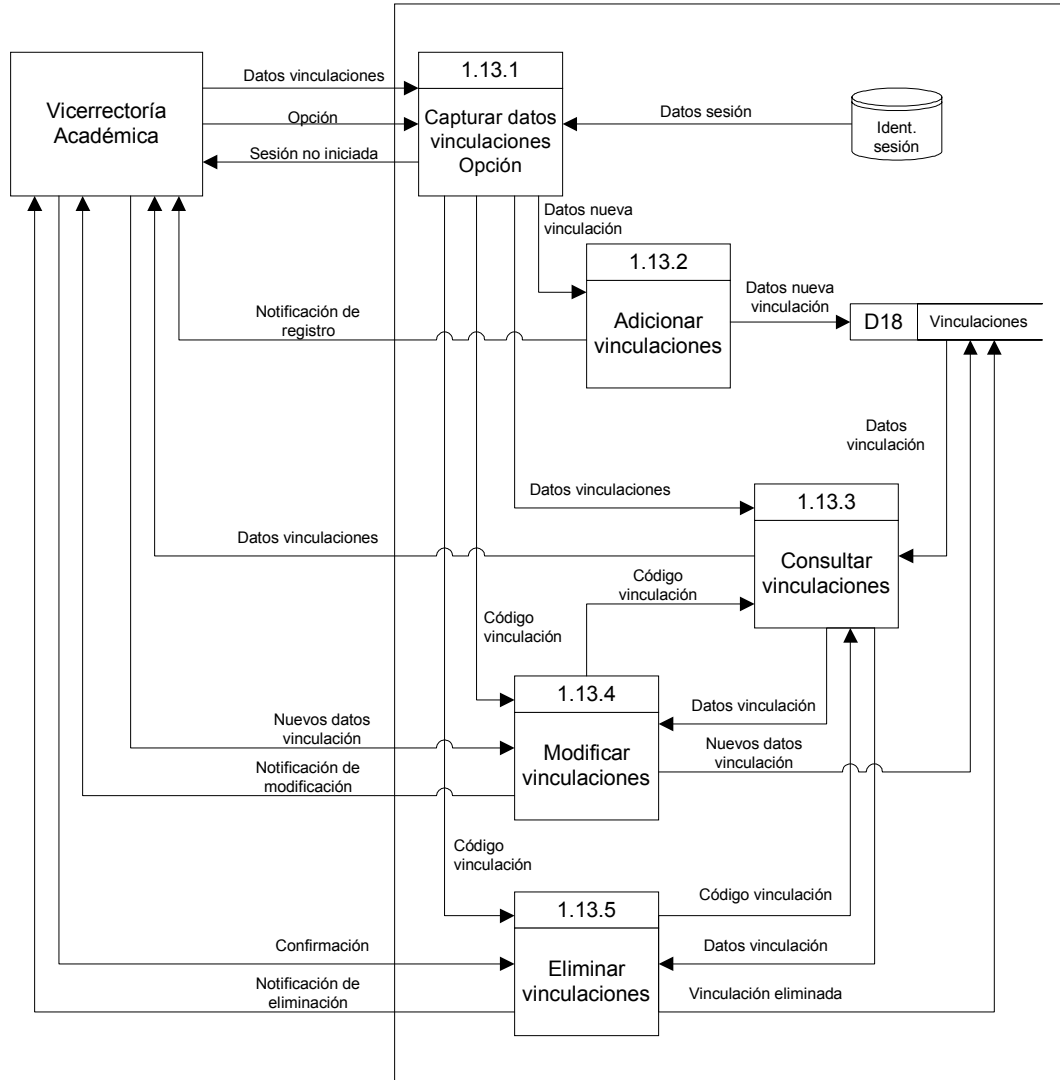 1.13.1
Datos vinculaciones
Vicerrectoría
Académica
Opción
Capturar datos
vinculaciones
Opción
Datos sesión
Ident.
sesión
Sesión no iniciada
Datos nueva
vinculación
1.13.2
Datos nueva
vinculación
Notificación de
registro
Adicionar
vinculaciones
D18
Vinculaciones
Datos
vinculación
Datos vinculaciones
1.13.3
Datos vinculaciones
Consultar
vinculaciones
Código
vinculación
Código
vinculación
1.13.4
Datos vinculación
Nuevos datos
vinculación
Modificar
vinculaciones
Nuevos datos
vinculación
Notificación de
modificación
Código
vinculación
1.13.5
Código vinculación
Confirmación
Datos vinculación
Eliminar
vinculaciones
Notificación de
eliminación
Vinculación eliminada